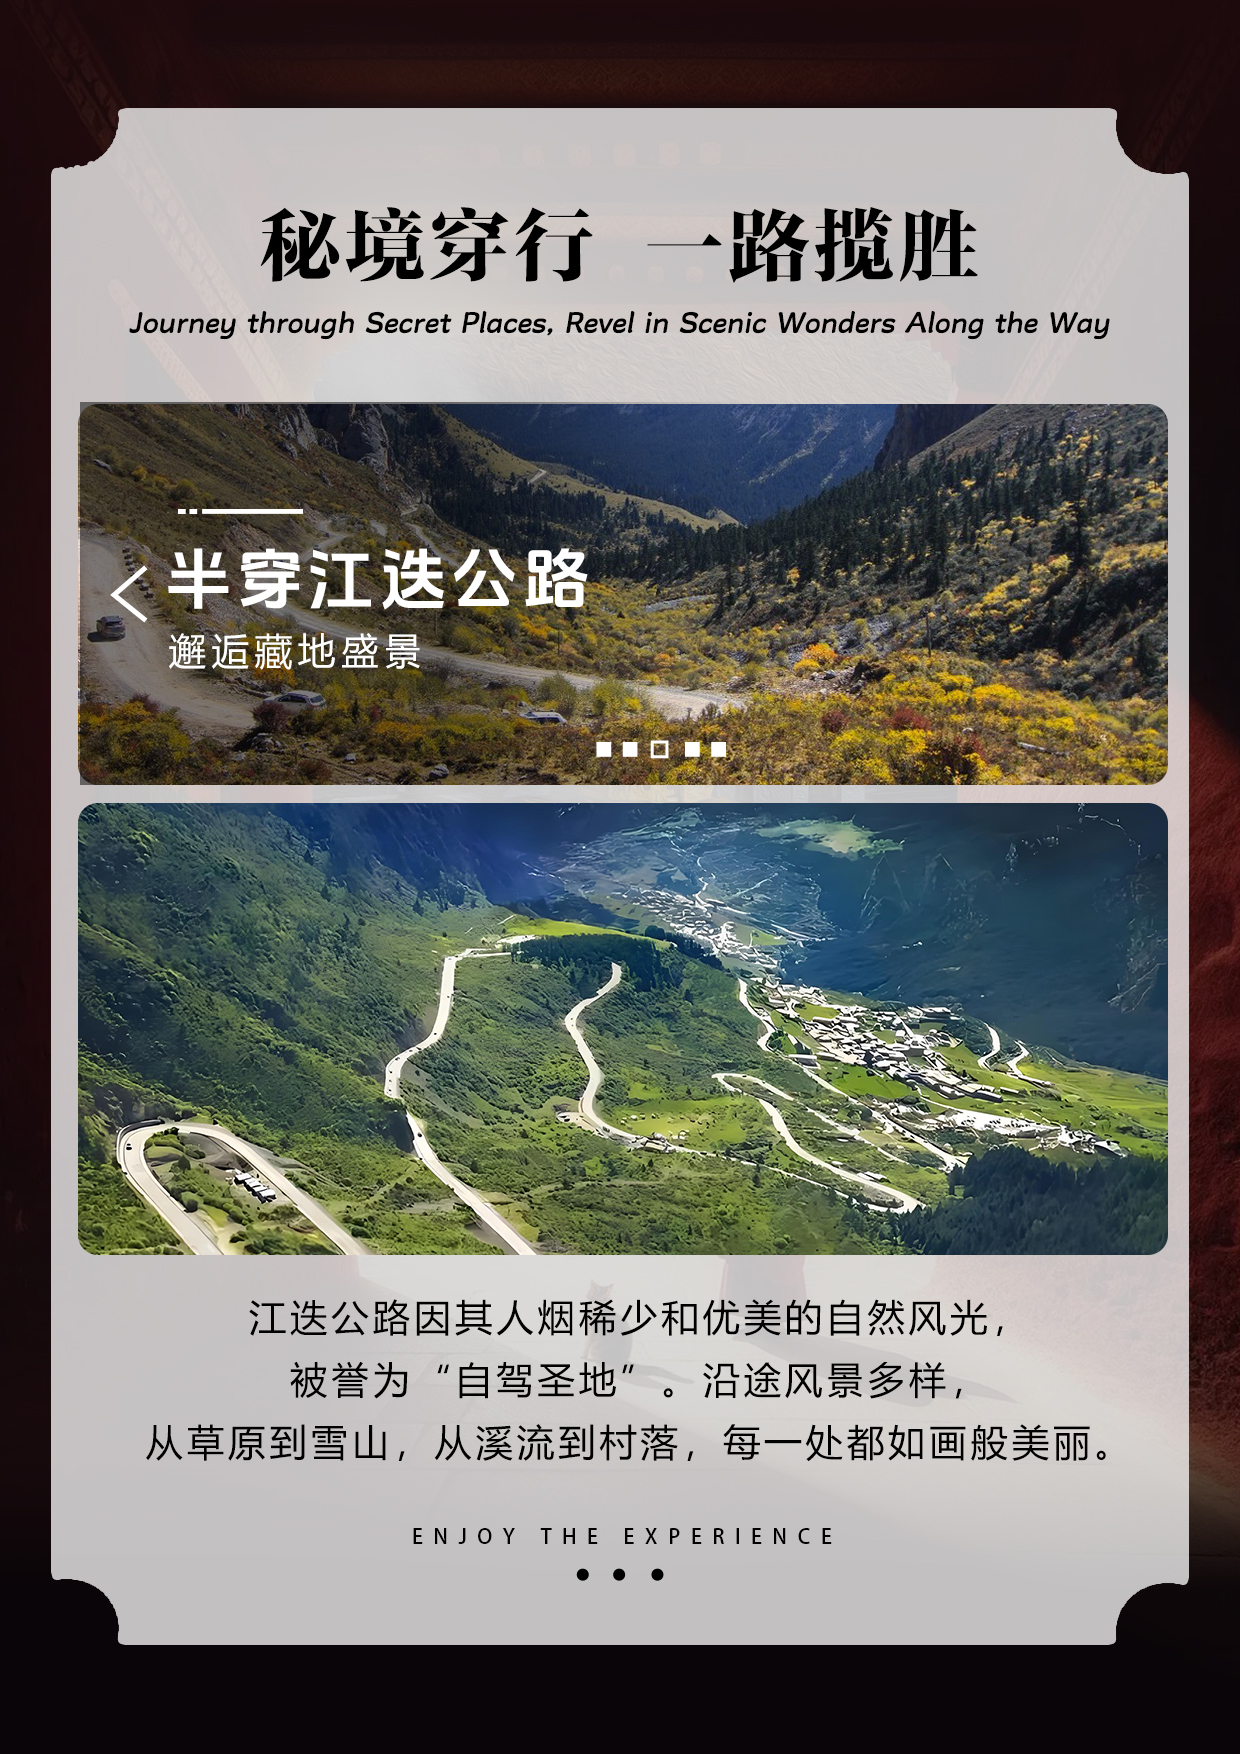 秘境穿行 一路揽胜
Journey through Secret Places, Revel in Scenic Wonders Along the Way
半穿江迭公路
邂逅藏地盛景
江迭公路因其人烟稀少和优美的自然风光，
被誉为“自驾圣地”。沿途风景多样，
从草原到雪山，从溪流到村落，每一处都如画般美丽。
ENJOY THE EXPERIENCE